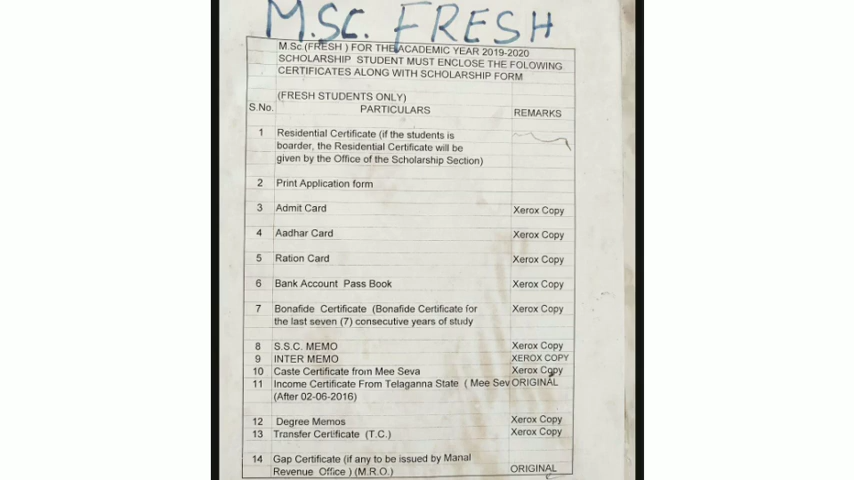 M.SC. FRESH
M.Sc (FRESH ) FOR THE ACADEMIC YEAR 2019-2020
SCHOLARSHIP STUDENT MUST ENCLOSE THE FOLOWING
CERTIFICATES ALONG WITH SCHOLARSHIP FORM
(FRESH STUDENTS ONLY)
S.No. PARTICULARS REMARKS
1 Residential Certificate (if the students is
boarder, the Residential Certificate will be
given by the Office of the Scholarship Section)
2 Print Application form
3 Admit Card Xerox Copy
4 Aadhar Card Xerox Copy
5 Ration Card Xerox Copy
6 Bank Account Pass Book Xerox Copy
7 Bonafide Certificate (Bonafide Certificate for Xerox Copy
the last seven (7) consecutive years of study
8 S.S.C. MEMO Xerox Copy
9 INTER MEMO XEROX COPY
10 Caste Certificate from Mee Seva Xerox Copy
11 Income Certificate From Telaganna State ( Mee Sev ORIGINAL
(After 02-06-2016)
12 Degree Memos Xerox Copy
13 Transfer Certificate (T.C.) Xerox Copy
14 Gap Certificate (if any to be issued by Manal
Revenue Office ) (M.R.O.) ORIGINAL